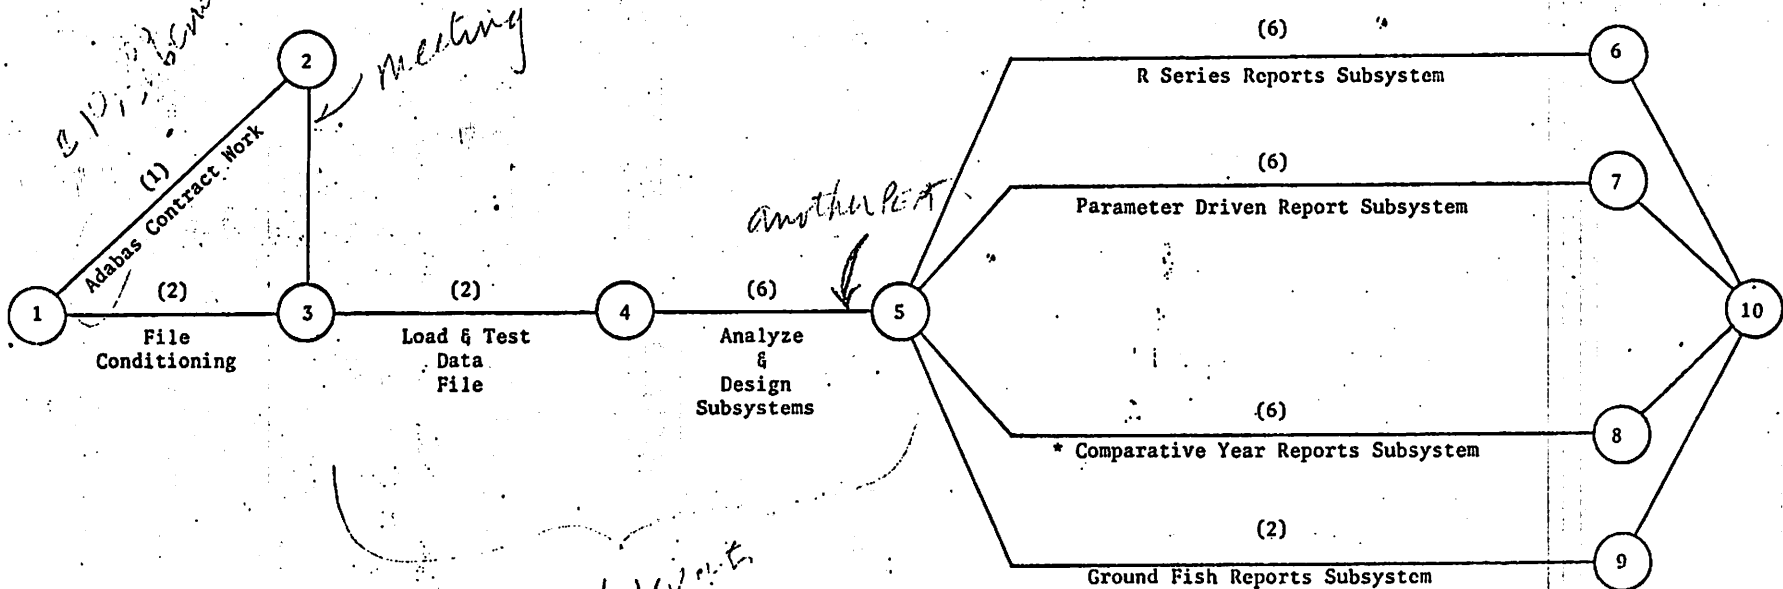 2
meeting
(1)
Adabas Contract Work
1
(2)
File
Conditioning
3
(2)
Load & Test
Data
File
4
(6)
Analyze
&
Design
Subsystems
another
5
(6)
R Series Reports Subsystem
6
(6)
Parameter Driven Report Subsystem
7
(6)
* Comparative Year Reports Subsystem
8
(2)
Ground Fish Reports Subsystem
9
10